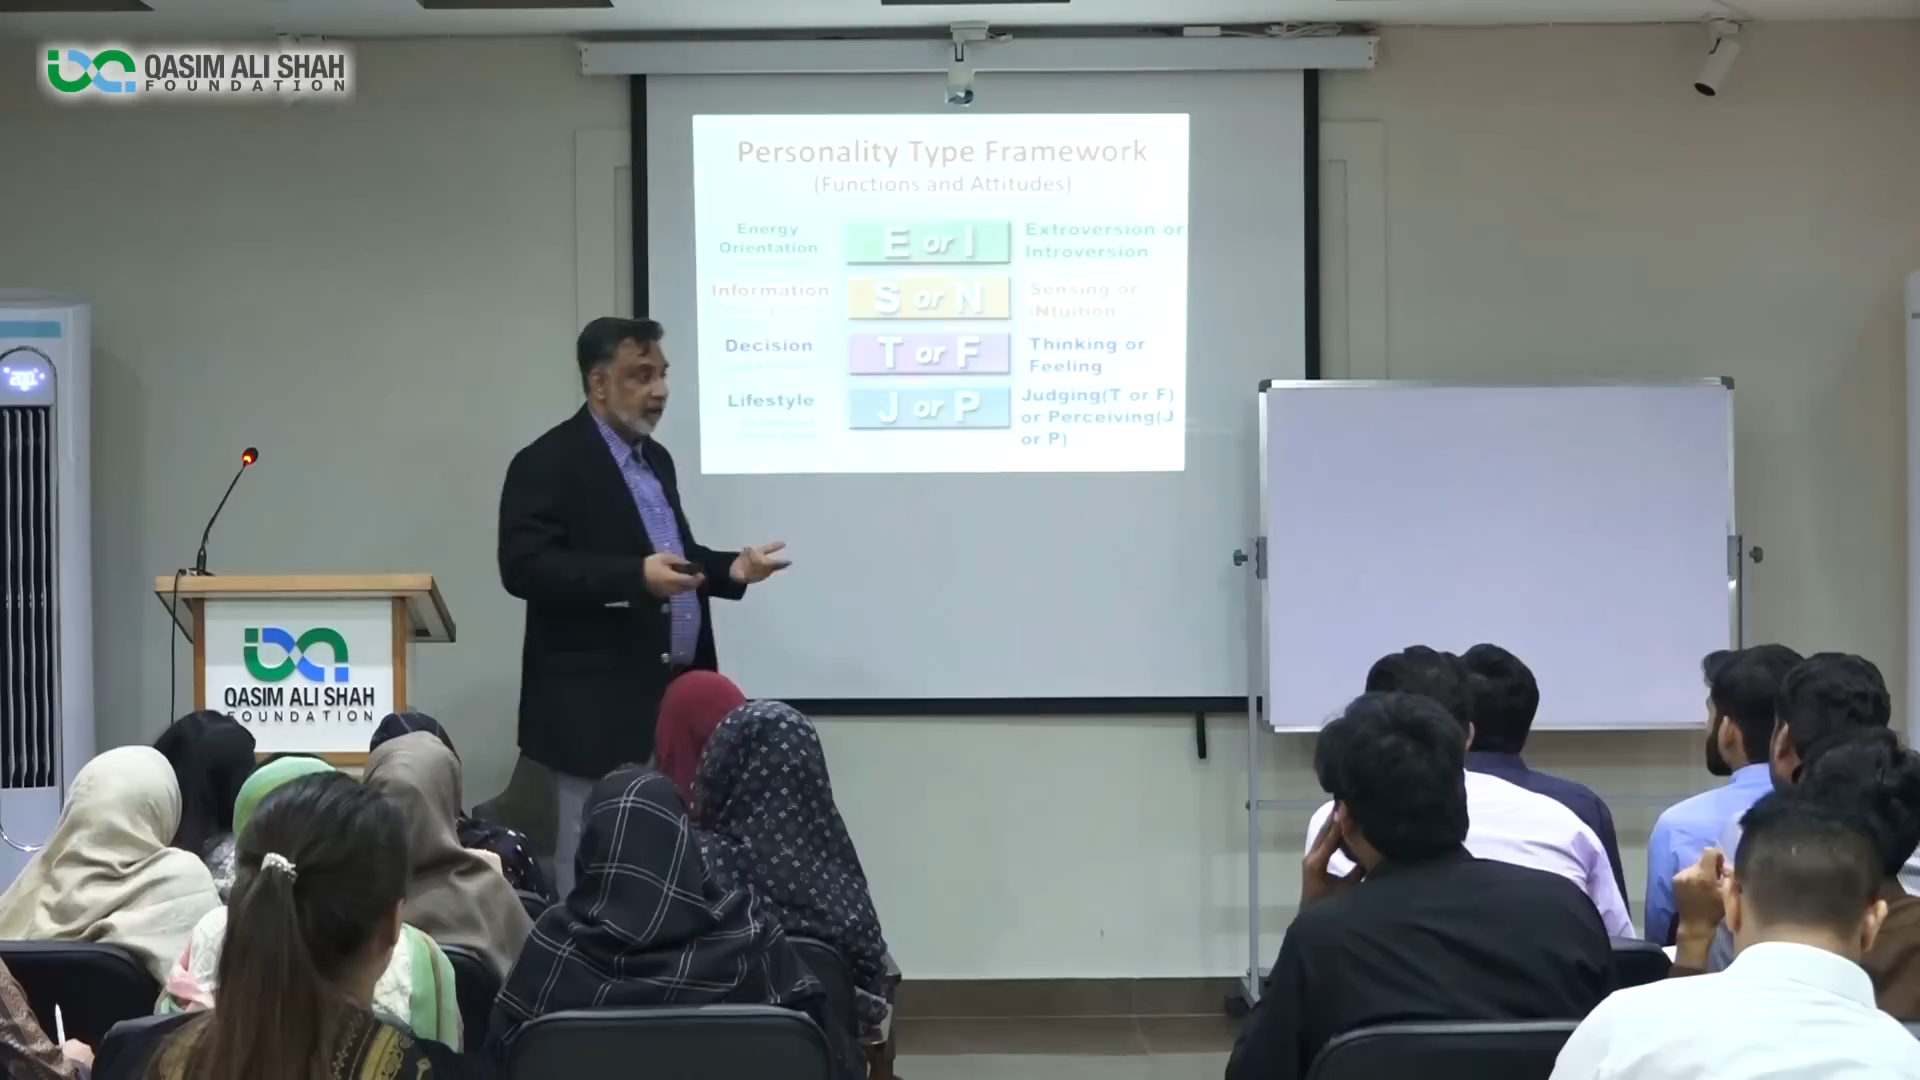 QASIM ALI SHAH
FOUNDATION
Personality Type Framework
(Functions and Attitudes)
Energy
Orientation
E or I
Extroversion or
Introversion
Information
S or N
Sensing or
iNtuition
Decision
T or F
Thinking or
Feeling
Lifestyle
J or P
Judging(T or F)
or Perceiving(J
or P)
QASIM ALI SHAH
FOUNDATION